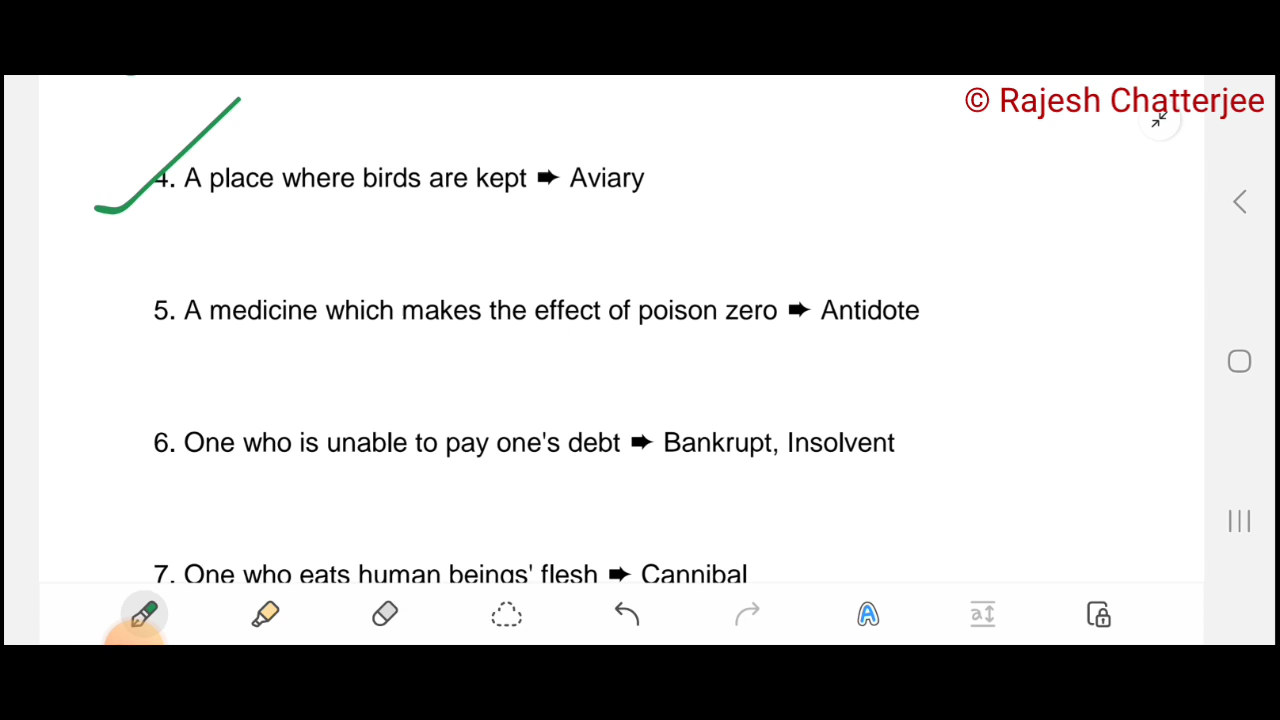 © Rajesh Chatterjee
4. A place where birds are kept ➨ Aviary
5. A medicine which makes the effect of poison zero ➨ Antidote
6. One who is unable to pay one's debt ➨ Bankrupt, Insolvent
7. One who eats human beings' flesh ➨ Cannibal
A
a